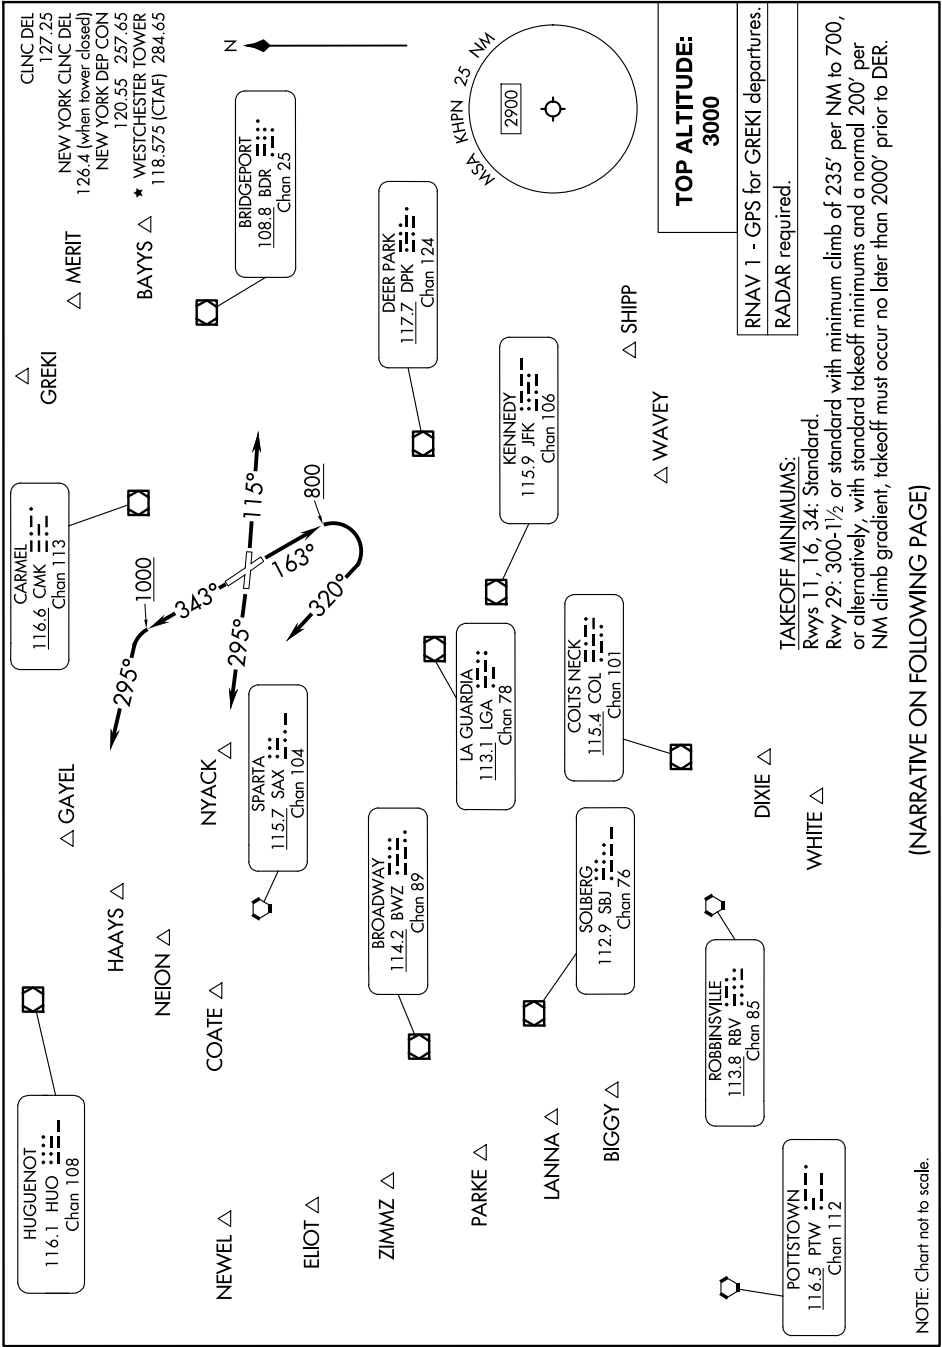 CLNC DEL
127.25
NEW YORK CLNC DEL
126.4 (when tower closed)
NEW YORK DEP CON
120.55 257.65
★ WESTCHESTER TOWER
118.575 (CTAF) 284.65
N
MSA KHPN 25 NM
2900
TOP ALTITUDE:
3000
RNAV 1 - GPS for GREKI departures.
RADAR required.
HUGUENOT
116.1 HUO
Chan 108
CARMEL
116.6 CMK
Chan 113
BRIDGEPORT
108.8 BDR
Chan 25
DEER PARK
117.7 DPK
Chan 124
KENNEDY
115.9 JFK
Chan 106
LA GUARDIA
113.1 LGA
Chan 78
COLTS NECK
115.4 COL
Chan 101
SPARTA
115.7 SAX
Chan 104
BROADWAY
114.2 BWZ
Chan 89
SOLBERG
112.9 SBJ
Chan 76
ROBBINSVILLE
113.8 RBV
Chan 85
POTTSTOWN
116.5 PTW
Chan 112
GREKI
MERIT
BAYYS
GAYEL
HAAYS
NEION
COATE
NYACK
NEWEL
ELIOT
ZIMMZ
PARKE
LANNA
BIGGY
DIXIE
WHITE
WAVEY
SHIPP
295°
1000
343°
295°
115°
163°
800
320°
TAKEOFF MINIMUMS:
Rwys 11, 16, 34: Standard.
Rwy 29: 300-1½ or standard with minimum climb of 235' per NM to 700,
or alternatively, with standard takeoff minimums and a normal 200' per
NM climb gradient, takeoff must occur no later than 2000' prior to DER.
(NARRATIVE ON FOLLOWING PAGE)
NOTE: Chart not to scale.